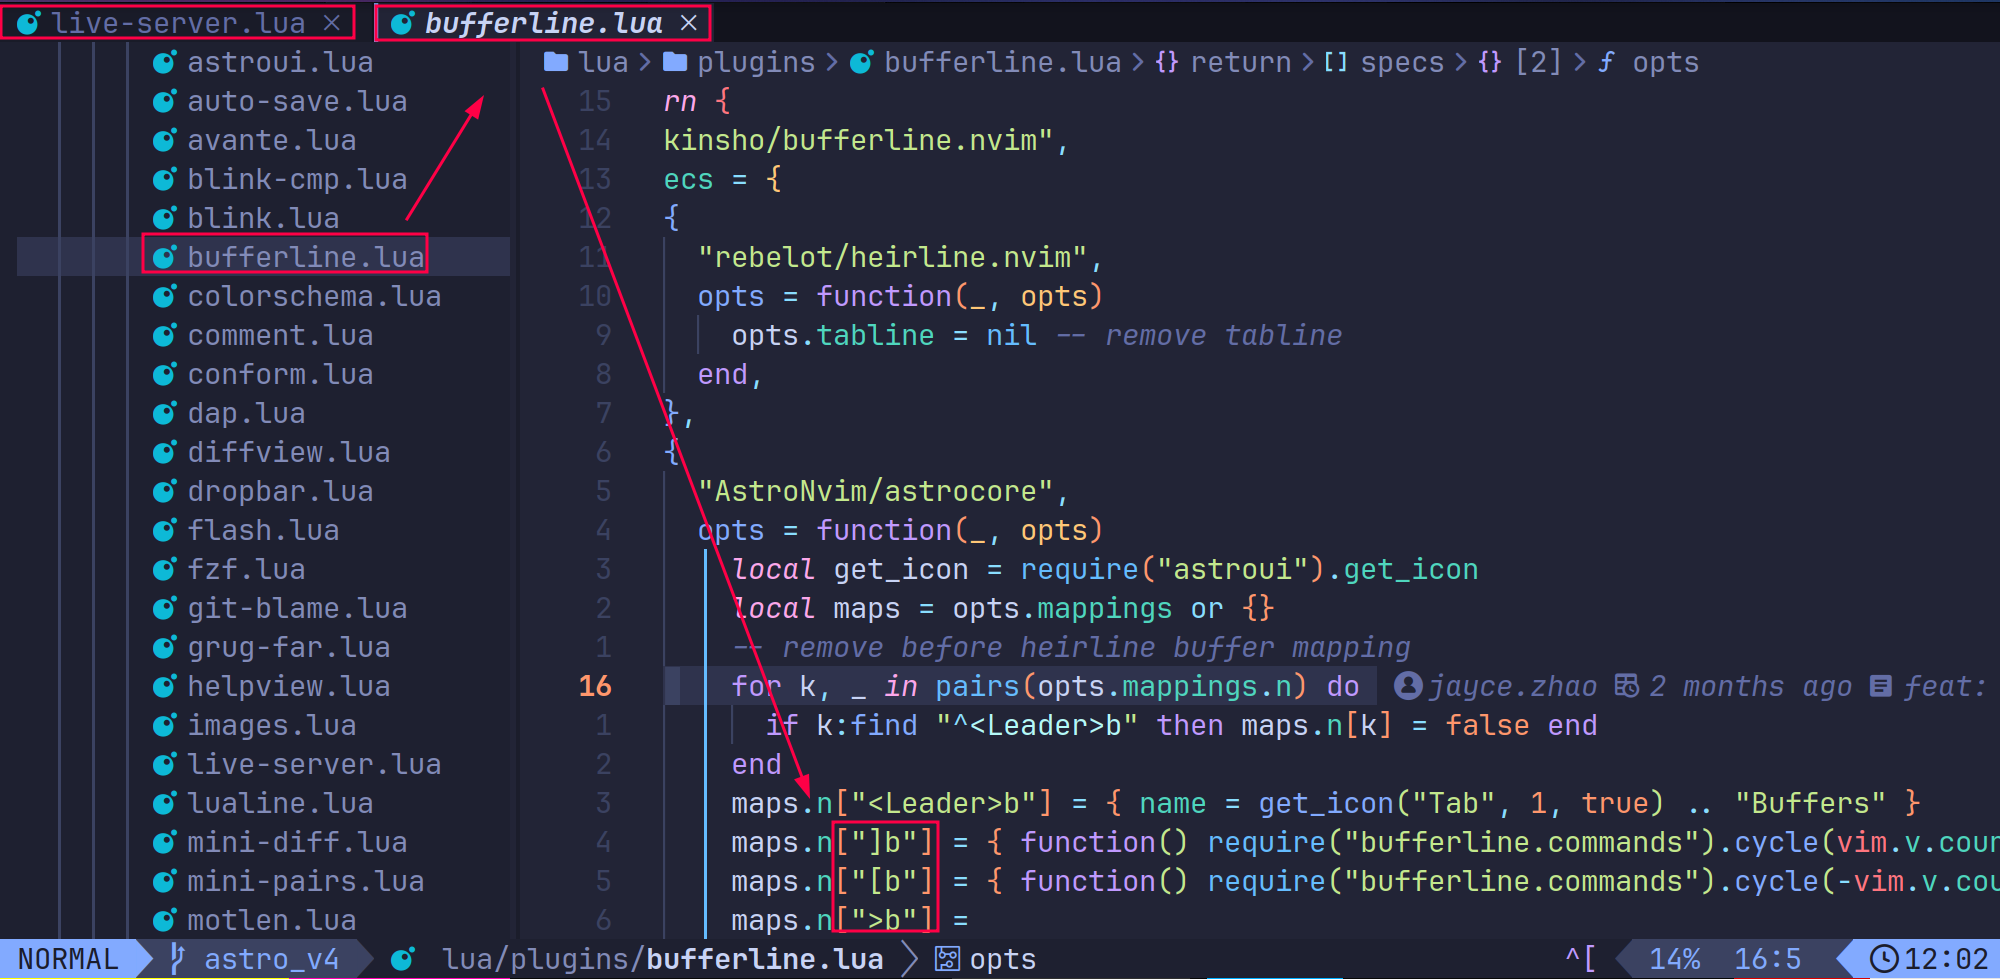 live-server.lua × bufferline.lua ×
astroui.lua
auto-save.lua
avante.lua
blink-cmp.lua
blink.lua
bufferline.lua
colorschema.lua
comment.lua
conform.lua
dap.lua
diffview.lua
dropbar.lua
flash.lua
fzf.lua
git-blame.lua
grug-far.lua
helpview.lua
images.lua
live-server.lua
lualine.lua
mini-diff.lua
mini-pairs.lua
motlen.lua
lua > plugins > bufferline.lua > {} return > [] specs > {} [2] > ƒ opts
15 rn {
14 kinsho/bufferline.nvim",
13 ecs = {
12 {
11 "rebelot/heirline.nvim",
10 opts = function(_, opts)
9 opts.tabline = nil -- remove tabline
8 end,
7 },
6 {
5 "AstroNvim/astrocore",
4 opts = function(_, opts)
3 local get_icon = require("astroui").get_icon
2 local maps = opts.mappings or {}
1 -- remove before heirline buffer mapping
16 for k, _ in pairs(opts.mappings.n) do jayce.zhao 2 months ago feat:
1 if k:find "^<Leader>b" then maps.n[k] = false end
2 end
3 maps.n["<Leader>b"] = { name = get_icon("Tab", 1, true) .. "Buffers" }
4 maps.n["]b"] = { function() require("bufferline.commands").cycle(vim.v.coun
5 maps.n["[b"] = { function() require("bufferline.commands").cycle(-vim.v.cou
6 maps.n[">b"] =
NORMAL astro_v4 lua/plugins/bufferline.lua opts ^[ 14% 16:5 12:02